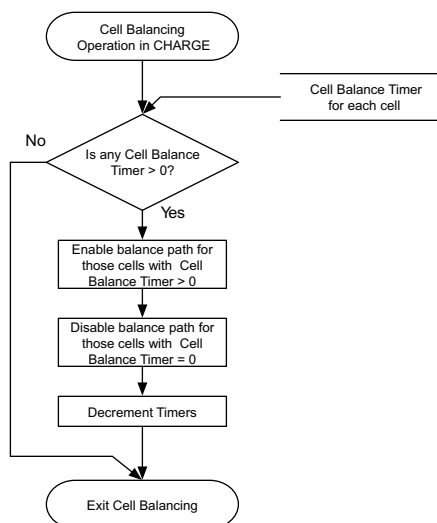 Cell Balancing
Operation in CHARGE
Cell Balance Timer
for each cell
No
Is any Cell Balance
Timer > 0?
Yes
Enable balance path for
those cells with Cell
Balance Timer > 0
Disable balance path for
those cells with Cell
Balance Timer = 0
Decrement Timers
Exit Cell Balancing